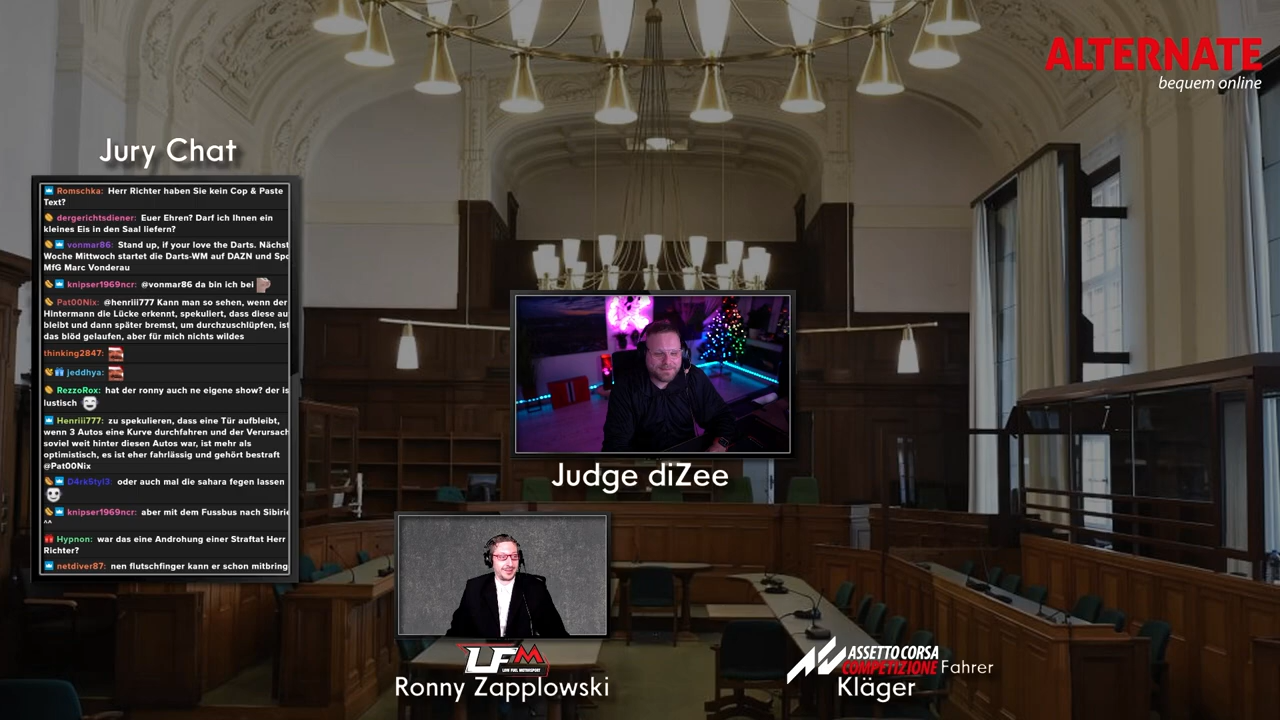 ALTERNATE
bequem online
Jury Chat
Romschka: Herr Richter haben Sie kein Cop & Paste
Text?
dergerichtsdiener: Euer Ehren? Darf ich Ihnen ein
kleines Eis in den Saal liefern?
vonmar86: Stand up, if your love the Darts. Nächst
Woche Mittwoch startet die Darts-WM auf DAZN und Spo
MfG Marc Vonderau
knipser1969ncr: @vonmar86 da bin ich bei
Pat00Nix: @henriii777 Kann man so sehen, wenn der
Hintermann die Lücke erkennt, spekuliert, dass diese au
bleibt und dann später bremst, um durchzuschlüpfen, ist
das blöd gelaufen, aber für mich nichts wildes
thinking2847:
jeddhya:
RezzoRox: hat der ronny auch ne eigene show? der is
lustisch
Henriii777: zu spekulieren, dass eine Tür aufbleibt,
wenn 3 Autos eine Kurve durchfahren und der Verursach
soviel weit hinter diesen Autos war, ist mehr als
optimistisch, es ist eher fahrlässig und gehört bestraft
@Pat00Nix
D4rk5tyl3: oder auch mal die sahara fegen lassen
knipser1969ncr: aber mit dem Fussbus nach Sibirie
^^
Hypnon: war das eine Androhung einer Straftat Herr
Richter?
netdiver87: nen flutschfinger kann er schon mitbring
Judge diZee
LFM
LOW FUEL MOTORSPORT
Ronny Zapplowski
ASSETTO CORSA
COMPETIZIONE Fahrer
Kläger